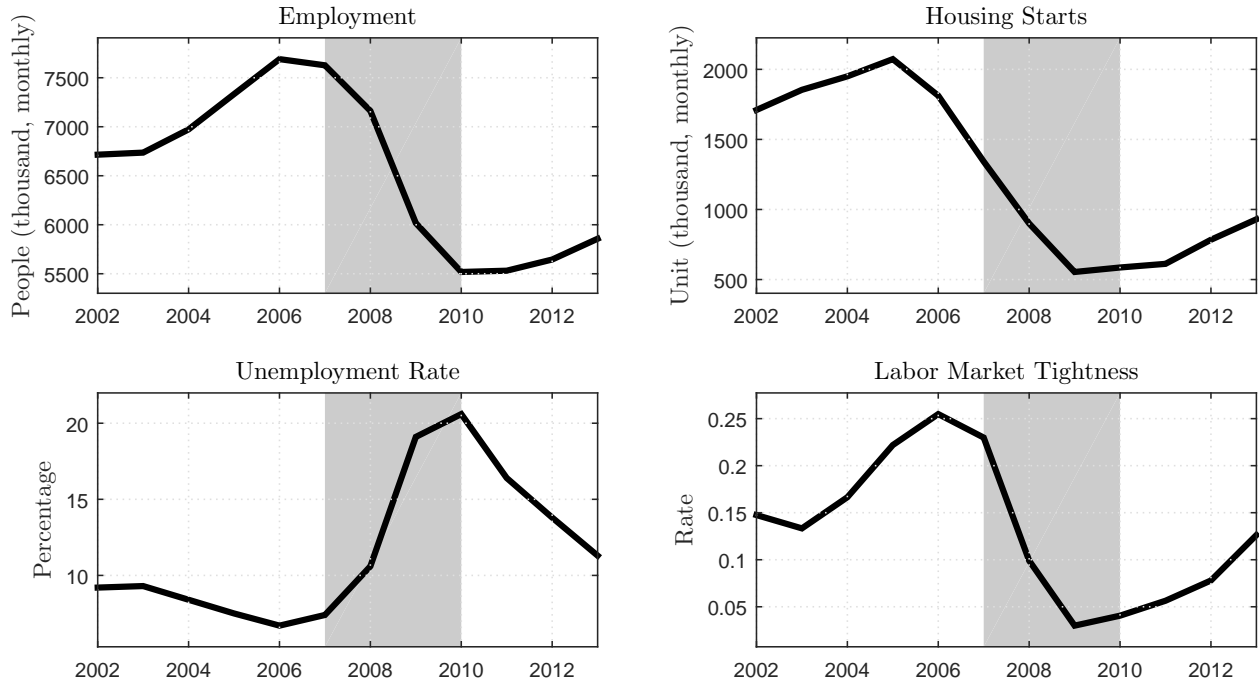 Employment
People (thousand, monthly)
7500
7000
6500
6000
5500
2002 2004 2006 2008 2010 2012
Housing Starts
Unit (thousand, monthly)
2000
1500
1000
500
2002 2004 2006 2008 2010 2012
Unemployment Rate
Percentage
20
15
10
2002 2004 2006 2008 2010 2012
Labor Market Tightness
Rate
0.25
0.2
0.15
0.1
0.05
2002 2004 2006 2008 2010 2012